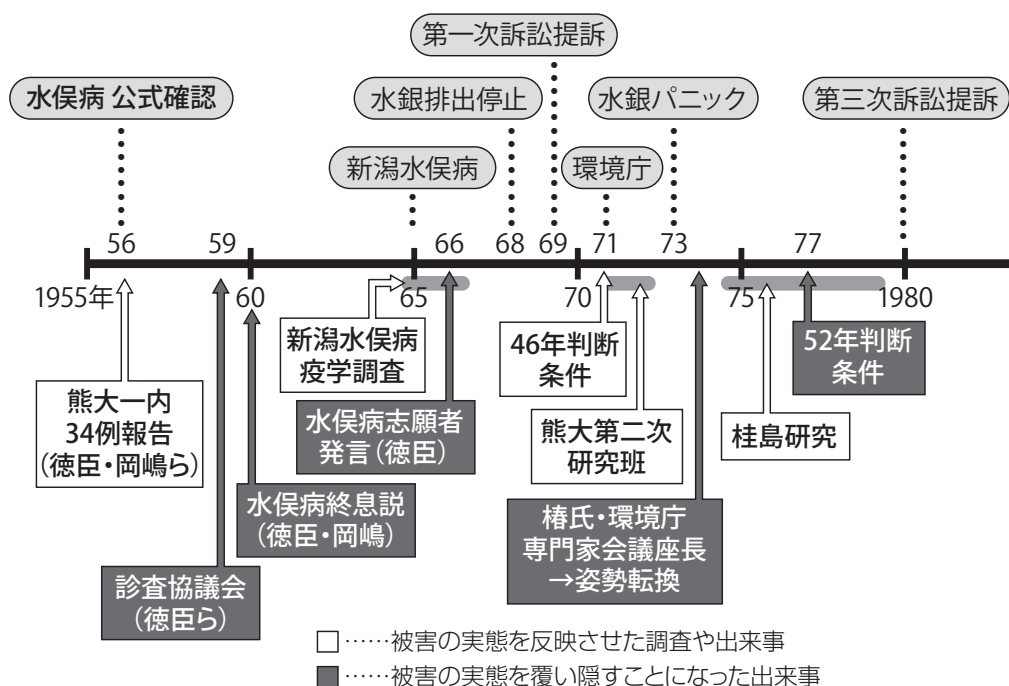 第一次訴訟提訴
水俣病 公式確認
水銀排出停止
水銀パニック
第三次訴訟提訴
新潟水俣病
環境庁
56
59
66
68
69
71
73
77
1955年
60
65
70
75
1980
新潟水俣病
疫学調査
46年判断
条件
52年判断
条件
熊大一内
34例報告
（徳臣・岡嶋ら）
水俣病志願者
発言（徳臣）
熊大第二次
研究班
桂島研究
水俣病終息説
（徳臣・岡嶋）
椿氏・環境庁
専門家会議座長
→姿勢転換
診査協議会
（徳臣ら）
□……被害の実態を反映させた調査や出来事
■……被害の実態を覆い隠すことになった出来事